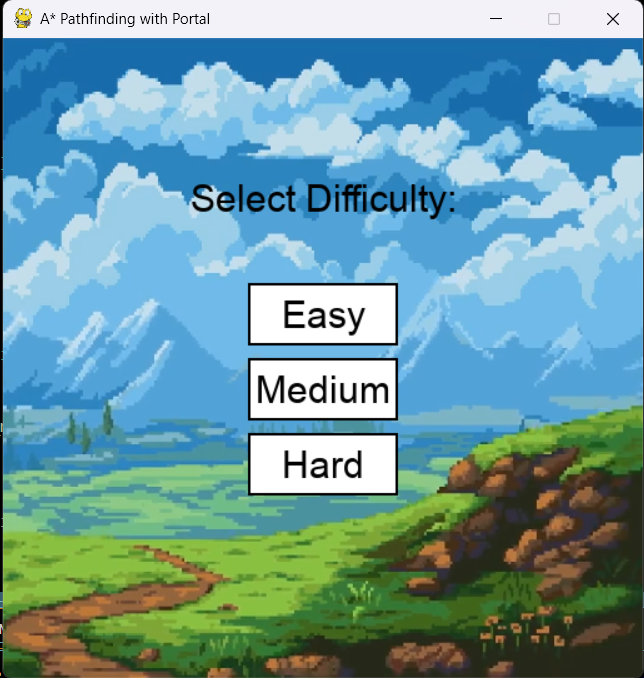 A* Pathfinding with Portal
Select Difficulty:
Easy
Medium
Hard